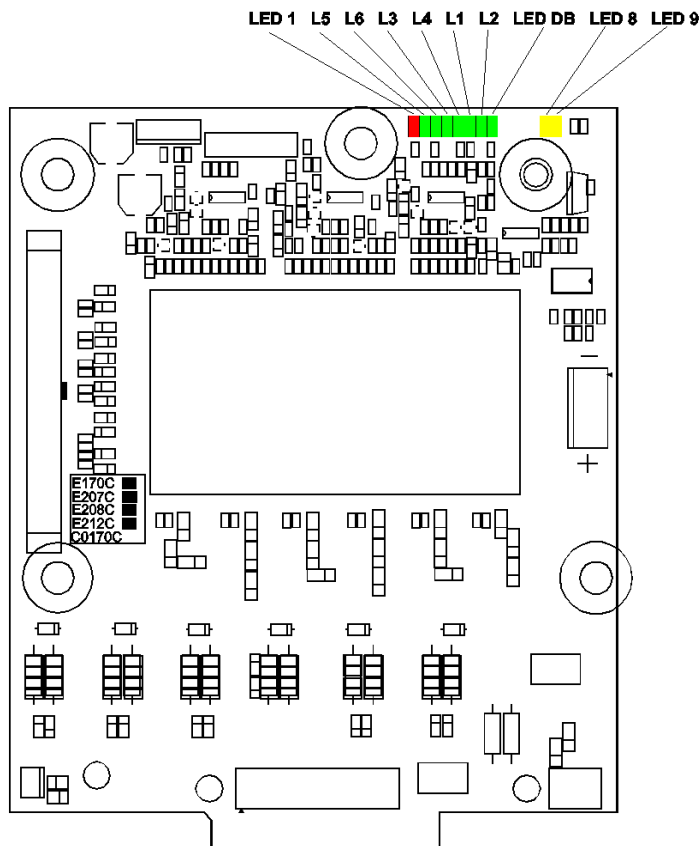 LED 1 L5 L6 L3 L4 L1 L2 LED DB LED 8 LED 9
−
+
E170C
E207C
E208C
E212C
C0170C